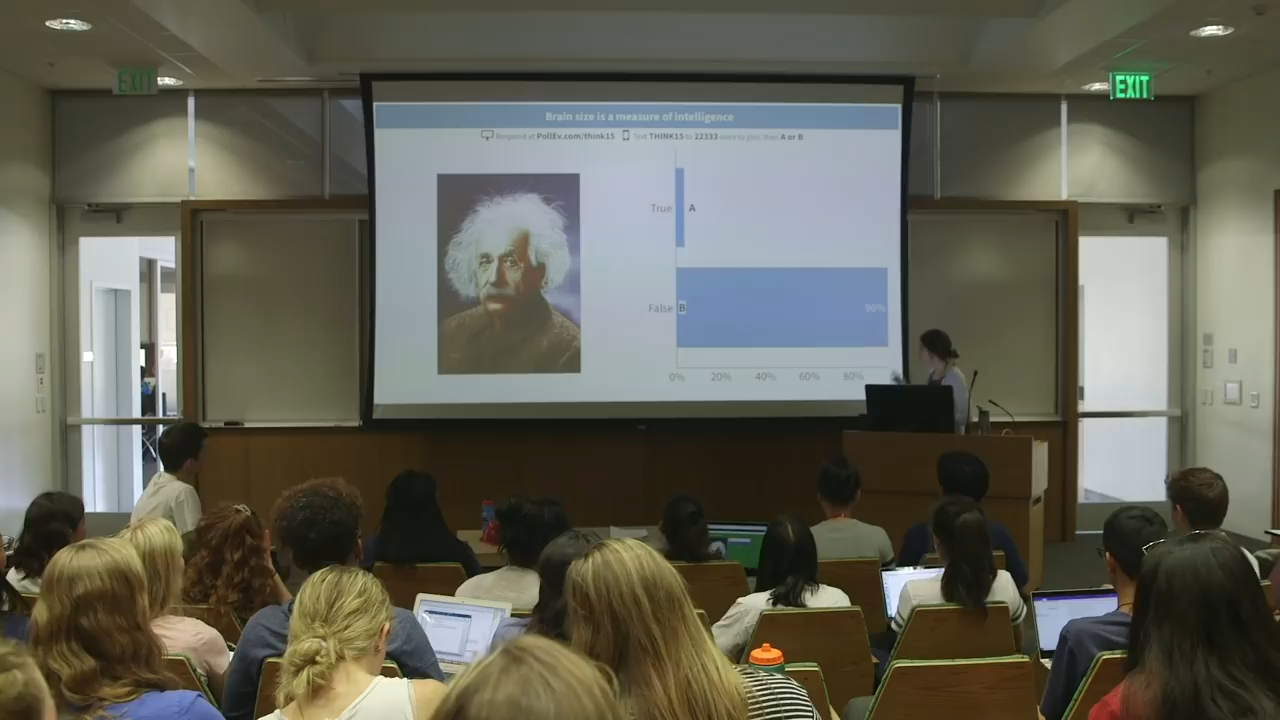 EXIT
EXIT
Brain size is a measure of intelligence
Respond at PollEv.com/think15 Text THINK15 to 22333 once to join, then A or B
True A
False B 96%
0% 20% 40% 60% 80%